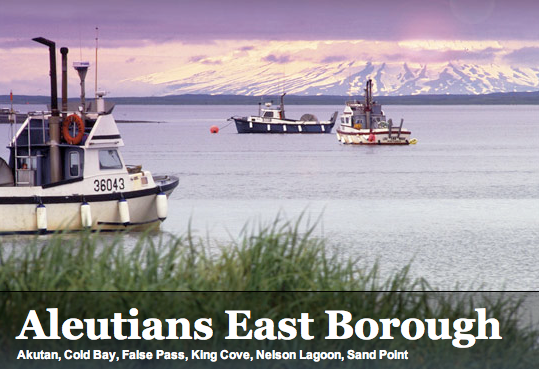 36043
Aleutians East Borough
Akutan, Cold Bay, False Pass, King Cove, Nelson Lagoon, Sand Point